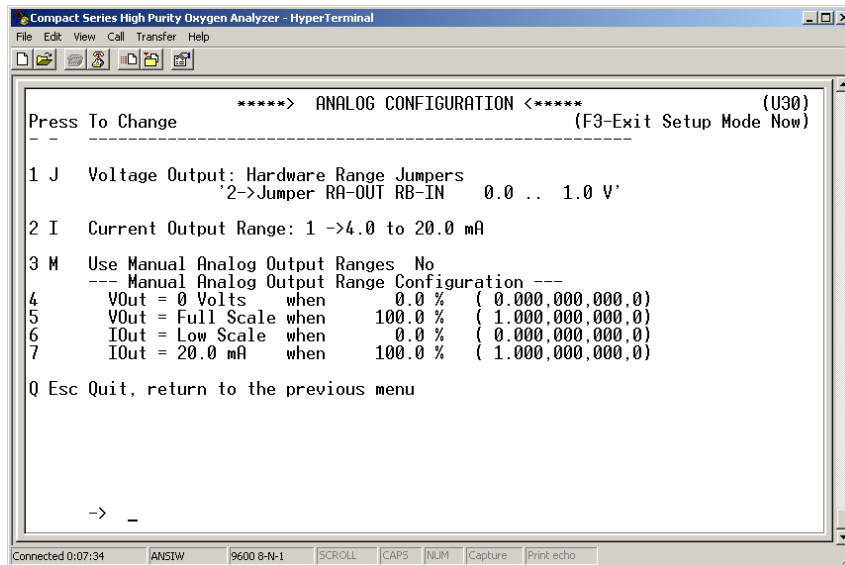 Compact Series High Purity Oxygen Analyzer - HyperTerminal
File Edit View Call Transfer Help
*****> ANALOG CONFIGURATION <***** (U30)
Press To Change (F3-Exit Setup Mode Now)
- - -------------------------------------------------------
1 J Voltage Output: Hardware Range Jumpers
'2->Jumper RA-OUT RB-IN 0.0 .. 1.0 V'
2 I Current Output Range: 1 ->4.0 to 20.0 mA
3 M Use Manual Analog Output Ranges No
--- Manual Analog Output Range Configuration ---
4 VOut = 0 Volts when 0.0 % ( 0.000,000,000,0)
5 VOut = Full Scale when 100.0 % ( 1.000,000,000,0)
6 IOut = Low Scale when 0.0 % ( 0.000,000,000,0)
7 IOut = 20.0 mA when 100.0 % ( 1.000,000,000,0)
Q Esc Quit, return to the previous menu
-> _
Connected 0:07:34 ANSIW 9600 8-N-1 SCROLL CAPS NUM Capture Print echo